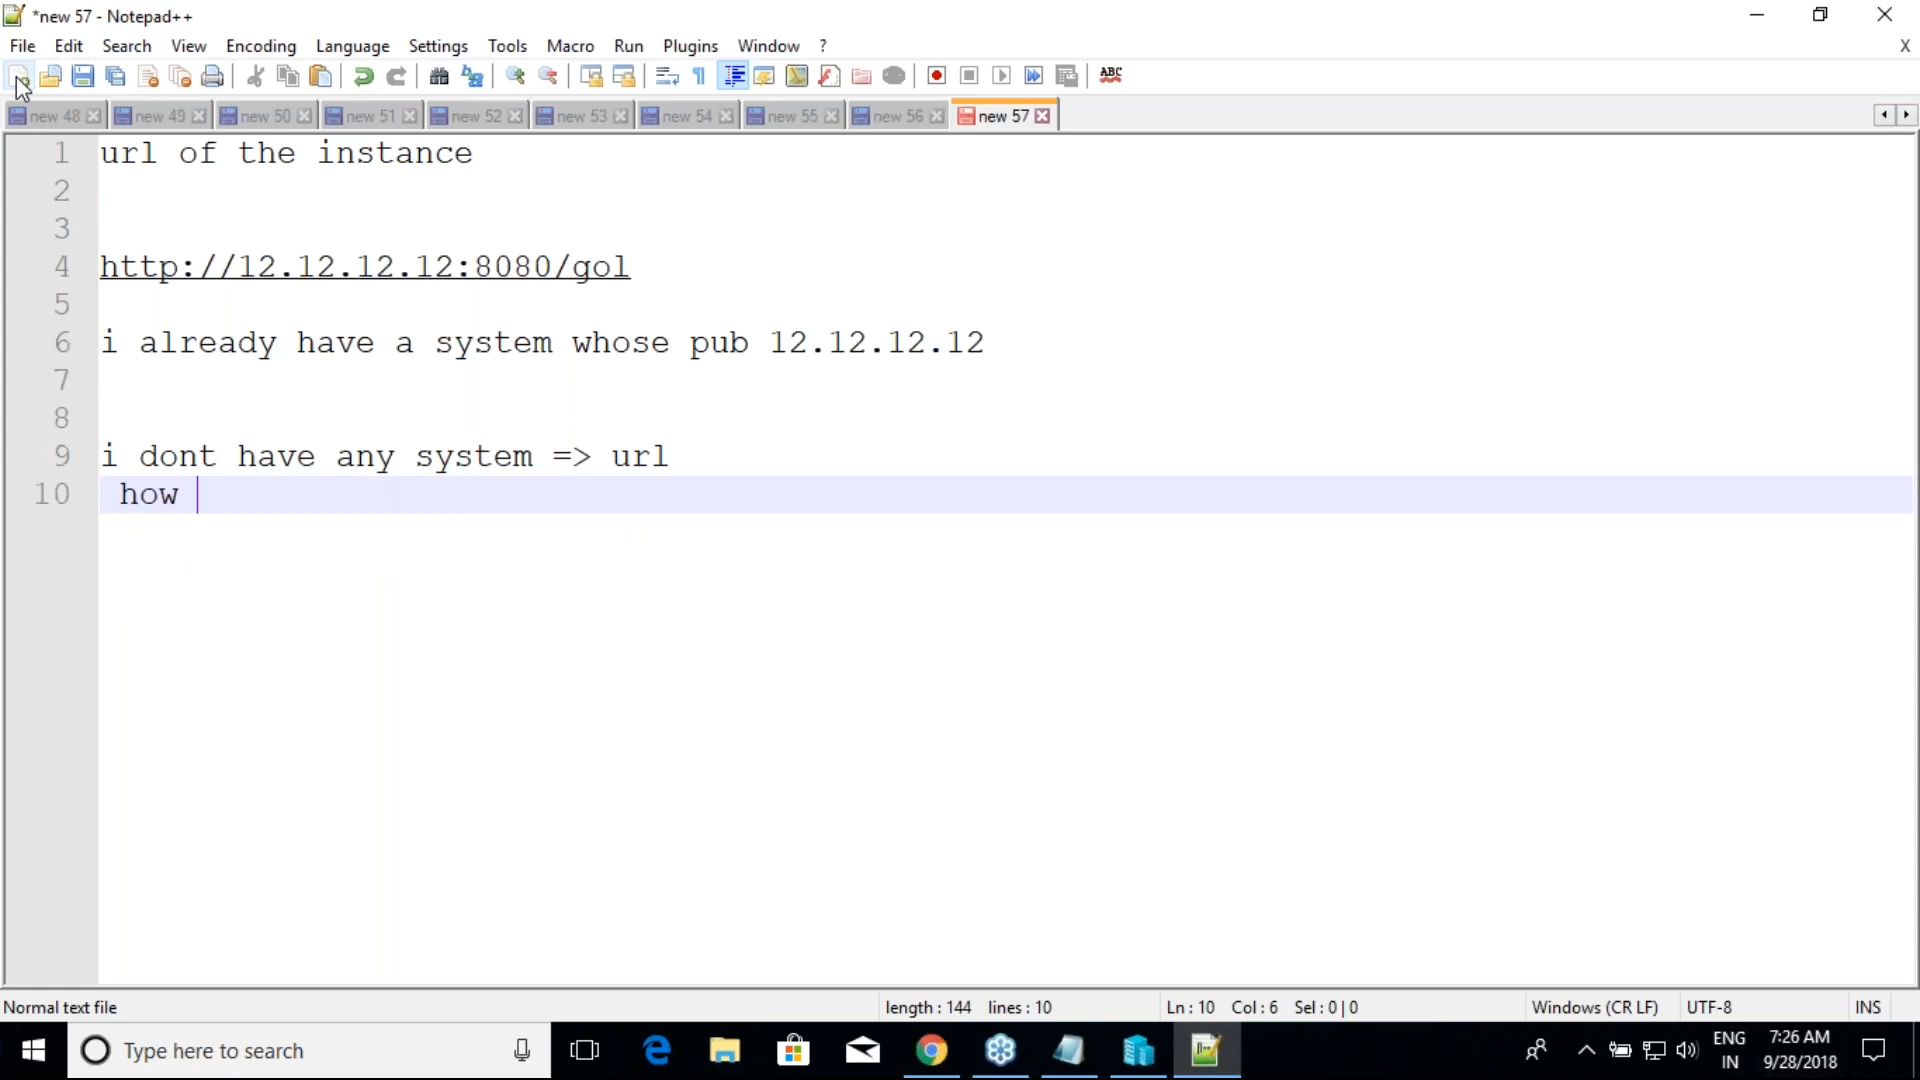 *new 57 - Notepad++
File Edit Search View Encoding Language Settings Tools Macro Run Plugins Window ? X
ABC
new 48 new 49 new 50 new 51 new 52 new 53 new 54 new 55 new 56 new 57
1 url of the instance
2
3
4 http://12.12.12.12:8080/gol
5
6 i already have a system whose pub 12.12.12.12
7
8
9 i dont have any system => url
10 how
Normal text file length : 144 lines : 10 Ln : 10 Col : 6 Sel : 0 | 0 Windows (CR LF) UTF-8 INS
Type here to search ENG 7:26 AM
IN 9/28/2018